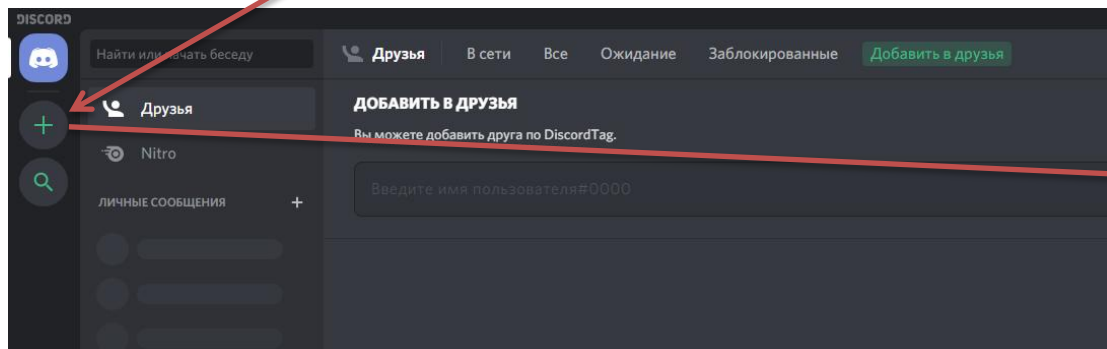 DISCORD
Найти или начать беседу
Друзья
В сети
Все
Ожидание
Заблокированные
Добавить в друзья
Друзья
Nitro
ЛИЧНЫЕ СООБЩЕНИЯ
ДОБАВИТЬ В ДРУЗЬЯ
Вы можете добавить друга по DiscordTag.
Введите имя пользователя#0000